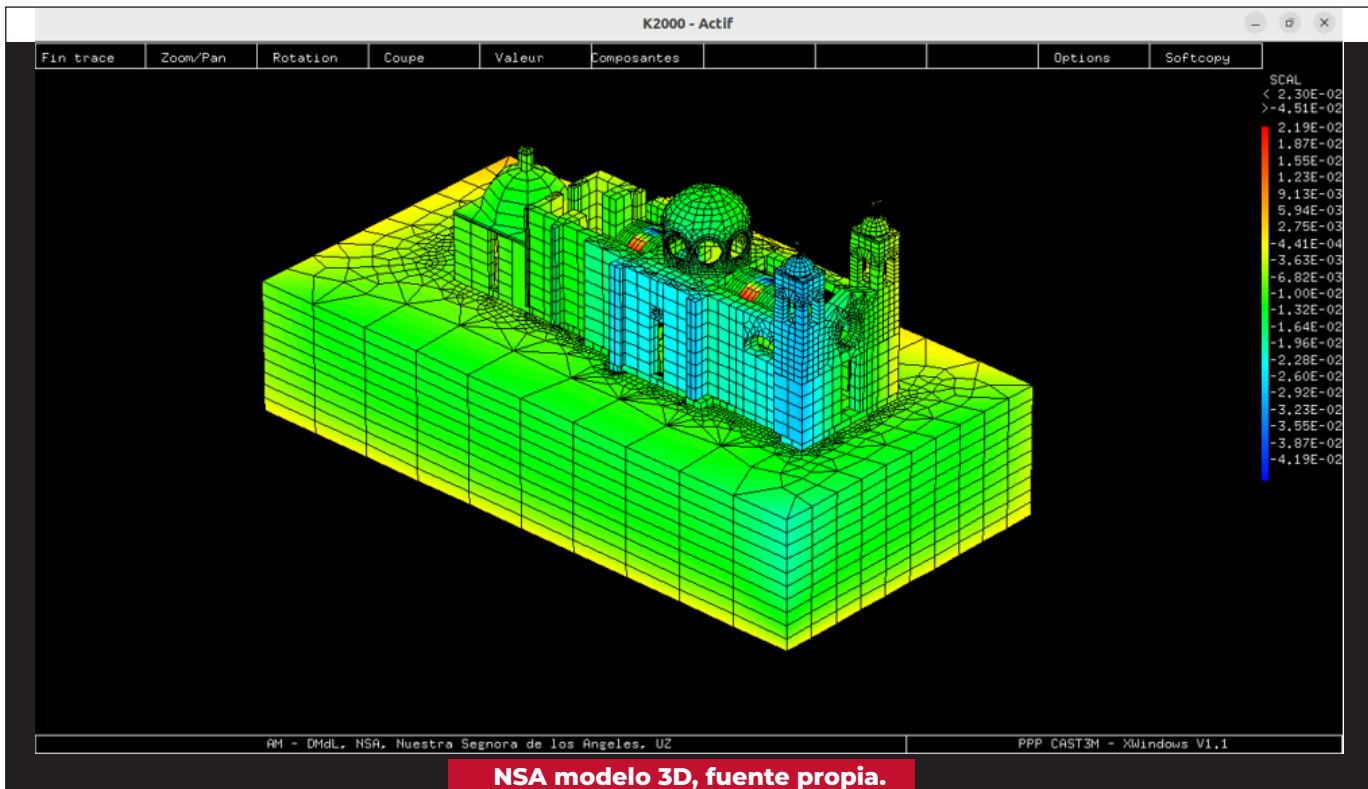 K2000 - Actif
Fin trace Zoom/Pan Rotation Coupe Valeur Composantes Options Softcopy
SCAL
< 2.30E-02
>-4.51E-02
2.19E-02
1.87E-02
1.55E-02
1.23E-02
9.13E-03
5.94E-03
2.75E-03
-4.41E-04
-3.63E-03
-6.82E-03
-1.00E-02
-1.32E-02
-1.64E-02
-1.96E-02
-2.28E-02
-2.60E-02
-2.92E-02
-3.23E-02
-3.55E-02
-3.87E-02
-4.19E-02
AM - DMdL, NSA, Nuestra Segnora de los Angeles, UZ PPP CAST3M - XWindows V1.1
NSA modelo 3D, fuente propia.